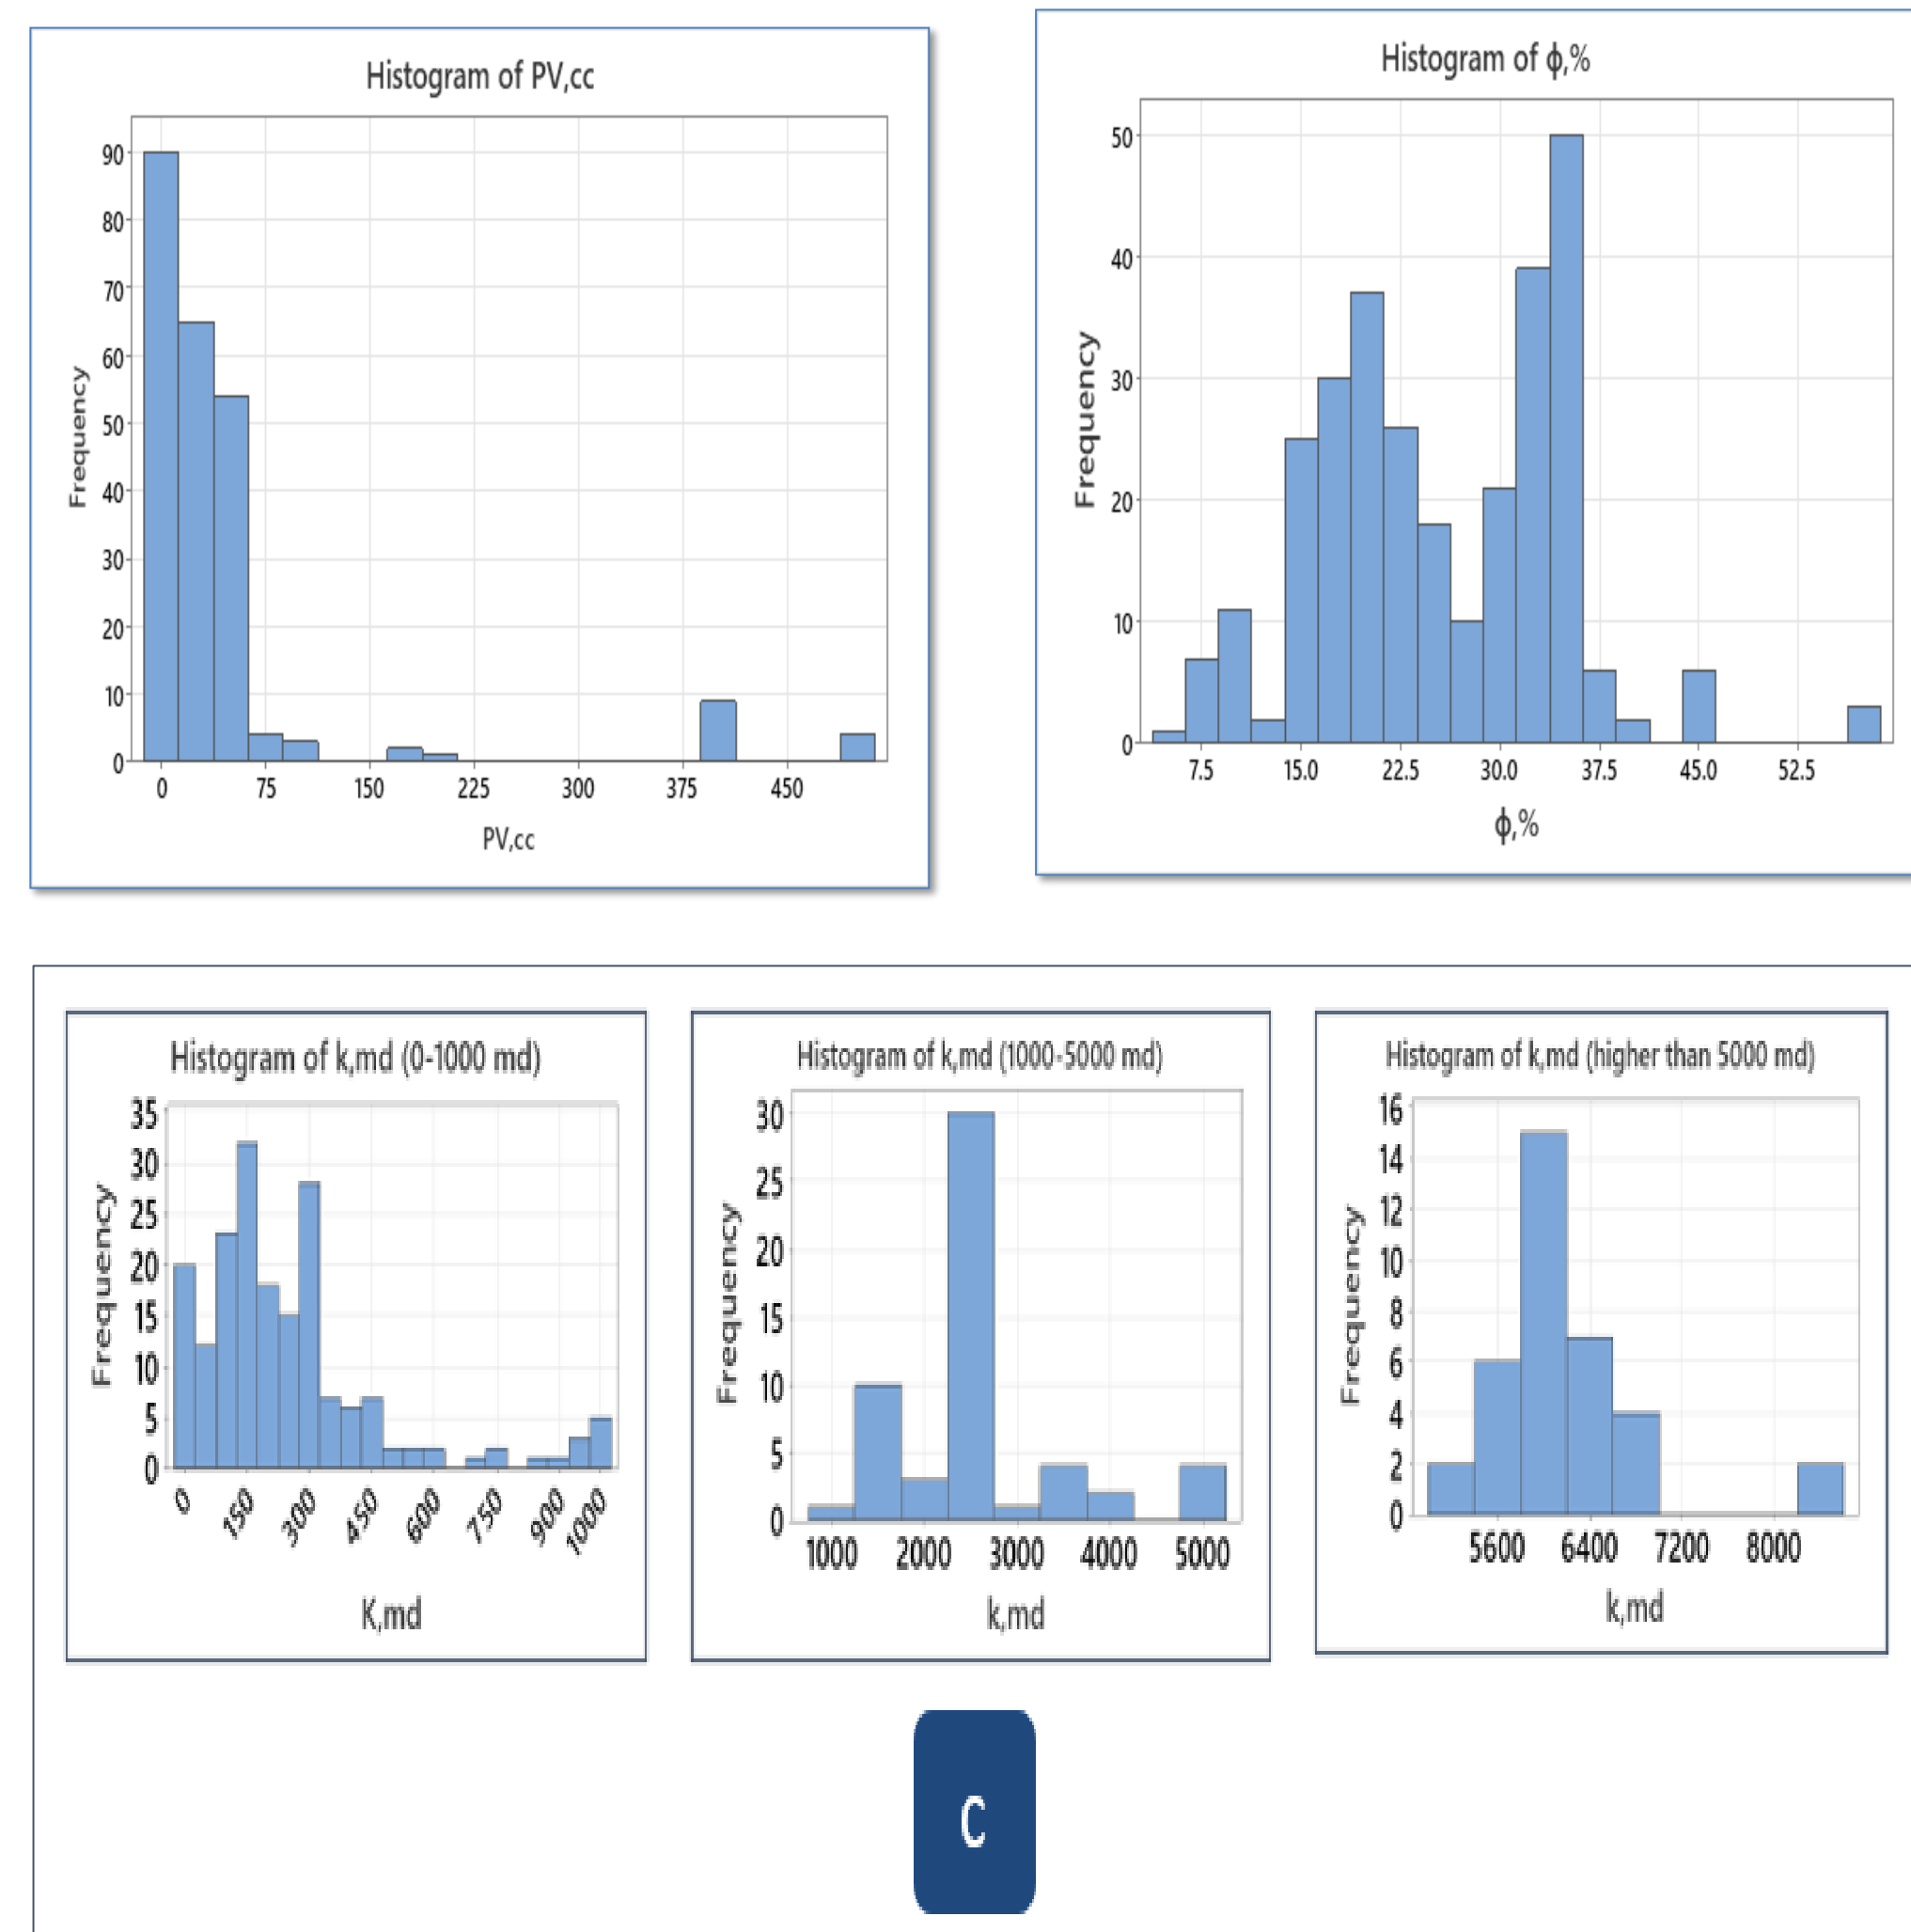 Histogram of PV,cc
90
80
70
60
50
40
30
20
10
0
Frequency
0 75 150 225 300 375 450
PV,cc
Histogram of ϕ,%
50
40
30
20
10
0
Frequency
7.5 15.0 22.5 30.0 37.5 45.0 52.5
ϕ,%
Histogram of k,md (0-1000 md)
35
30
25
20
15
10
5
0
Frequency
0 150 300 450 600 750 900 1000
K,md
Histogram of k,md (1000-5000 md)
30
25
20
15
10
5
0
Frequency
1000 2000 3000 4000 5000
k,md
Histogram of k,md (higher than 5000 md)
16
14
12
10
8
6
4
2
0
Frequency
5600 6400 7200 8000
k,md
C